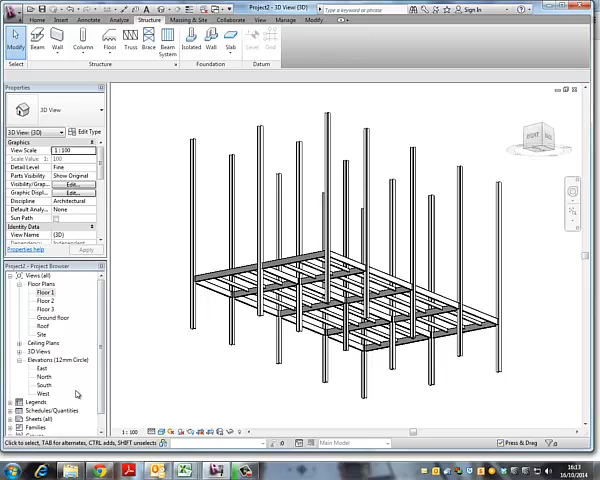 Project2 - 3D View {3D}
Type a keyword or phrase
Sign In
Home Insert Annotate Analyze Structure Massing & Site Collaborate View Manage Modify
Modify Beam Wall Column Floor Truss Brace Beam System Isolated Wall Slab Level Grid
Select Structure Foundation Datum
Properties
3D View
3D View: {3D} Edit Type
Graphics
View Scale 1 : 100
Scale Value 1: 100
Detail Level Fine
Parts Visibility Show Original
Visibility/Grap... Edit...
Graphic Displ... Edit...
Discipline Architectural
Default Analy... None
Sun Path
Identity Data
View Name {3D}
Dependency Independent
Properties help Apply
Project2 - Project Browser
Views (all)
Floor Plans
Floor 1
Floor 2
Floor 3
Ground floor
Roof
Site
Ceiling Plans
3D Views
Elevations (12mm Circle)
East
North
South
West
Legends
Schedules/Quantities
Sheets (all)
Families
1 : 100
Click to select, TAB for alternates, CTRL adds, SHIFT unselects.
:0
Main Model
Press & Drag
16:13
16/10/2014